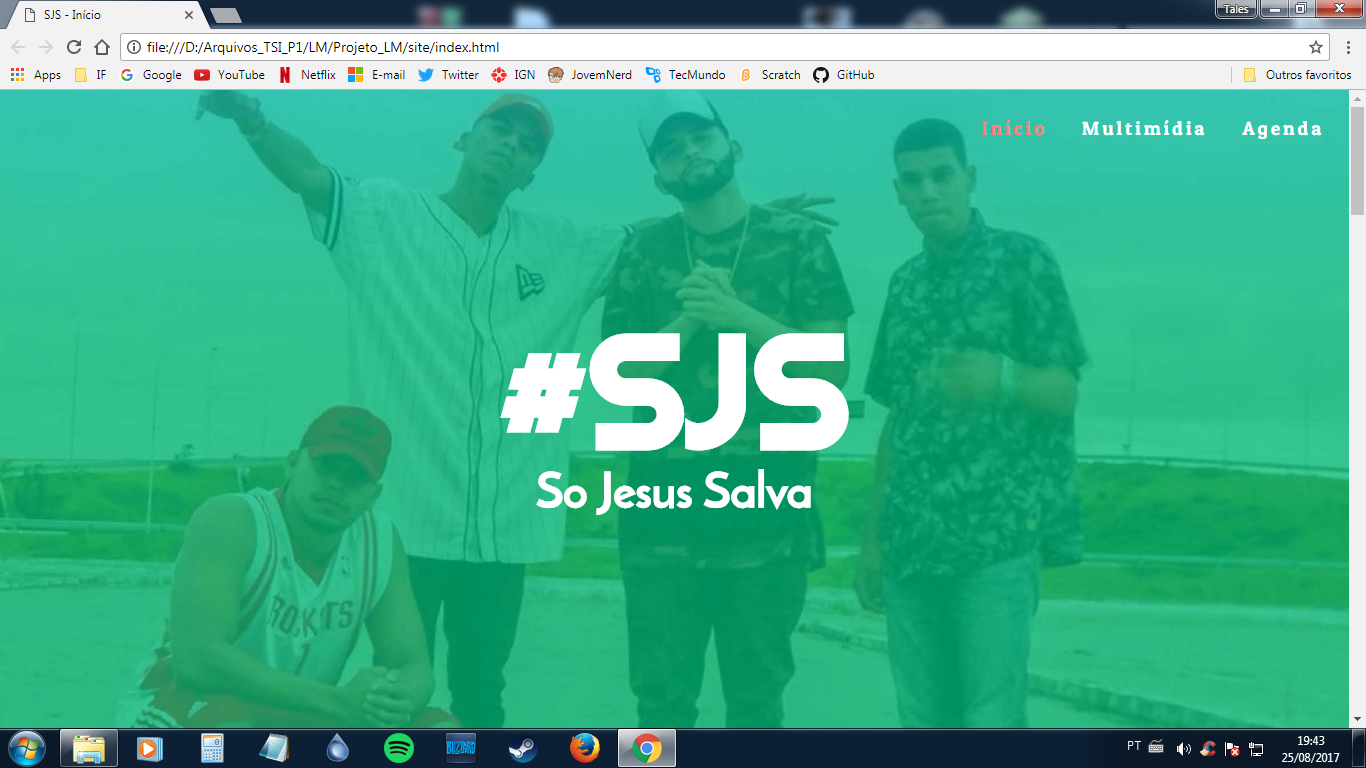 SJS - Início
Tales
file:///D:/Arquivos_TSI_P1/LM/Projeto_LM/site/index.html
Apps IF Google YouTube Netflix E-mail Twitter IGN JovemNerd TecMundo Scratch GitHub Outros favoritos
Início Multimídia Agenda
#SJS
So Jesus Salva
ROCKETS
BLIZZARD
PT
19:43
25/08/2017